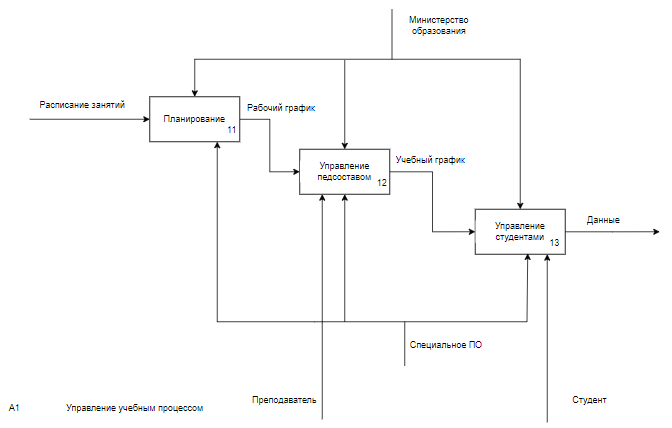 Министерство
образования
Расписание занятий
Планирование
11
Рабочий график
Управление
педсоставом
12
Учебный график
Управление
студентами
13
Данные
Специальное ПО
Преподаватель
Студент
А1
Управление учебным процессом